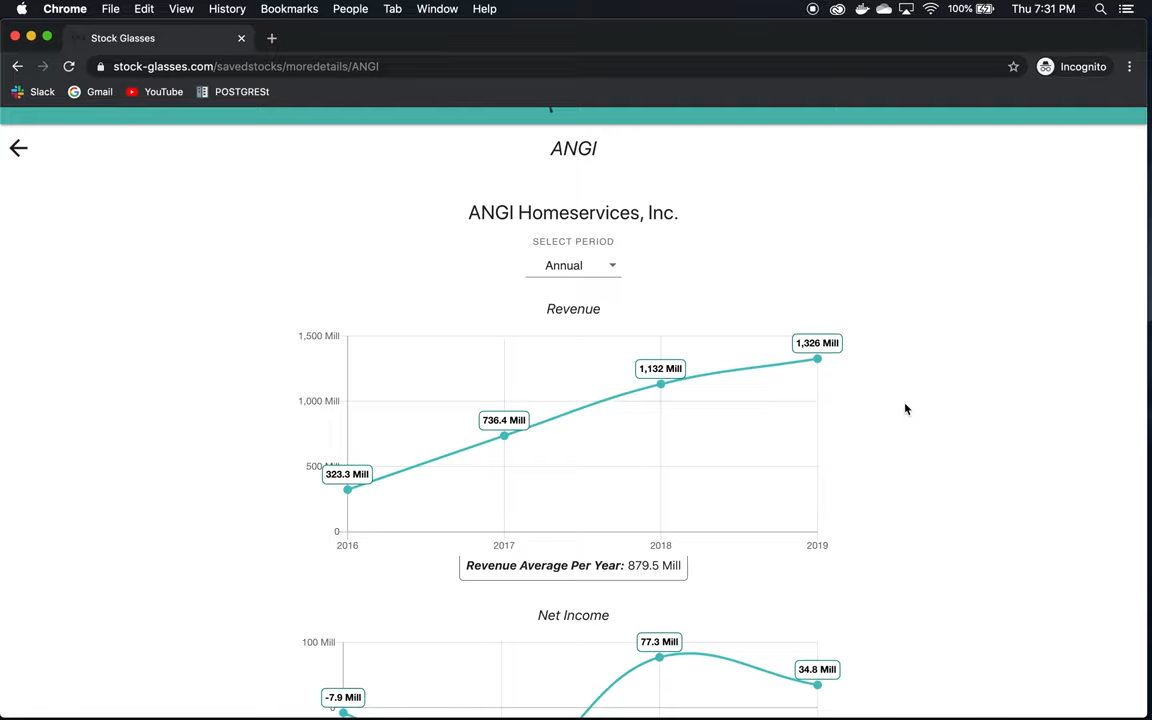 Chrome File Edit View History Bookmarks People Tab Window Help 100% Thu 7:31 PM
Stock Glasses
stock-glasses.com/savedstocks/moredetails/ANGI Incognito
Slack Gmail YouTube POSTGRESt
ANGI
ANGI Homeservices, Inc.
SELECT PERIOD
Annual
Revenue
1,500 Mill
1,326 Mill
1,132 Mill
1,000 Mill
736.4 Mill
500
323.3 Mill
0
2016 2017 2018 2019
Revenue Average Per Year: 879.5 Mill
Net Income
100 Mill
77.3 Mill
34.8 Mill
-7.9 Mill